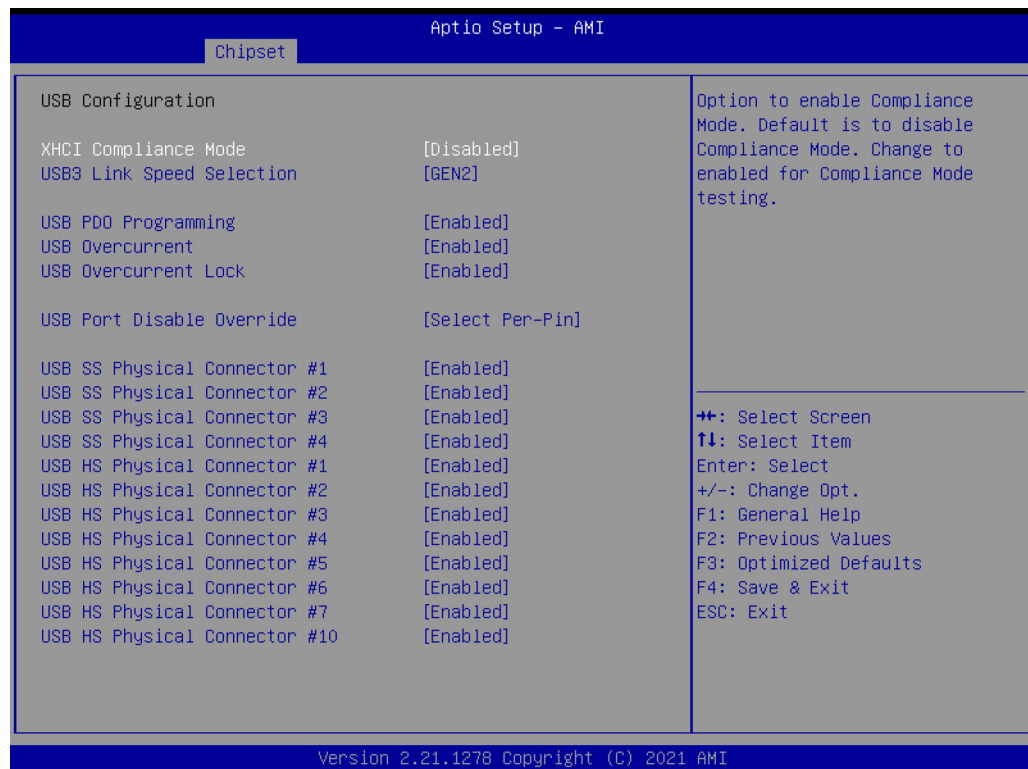 Aptio Setup - AMI
Chipset
USB Configuration
XHCI Compliance Mode [Disabled]
USB3 Link Speed Selection [GEN2]
USB PDO Programming [Enabled]
USB Overcurrent [Enabled]
USB Overcurrent Lock [Enabled]
USB Port Disable Override [Select Per-Pin]
USB SS Physical Connector #1 [Enabled]
USB SS Physical Connector #2 [Enabled]
USB SS Physical Connector #3 [Enabled]
USB SS Physical Connector #4 [Enabled]
USB HS Physical Connector #1 [Enabled]
USB HS Physical Connector #2 [Enabled]
USB HS Physical Connector #3 [Enabled]
USB HS Physical Connector #4 [Enabled]
USB HS Physical Connector #5 [Enabled]
USB HS Physical Connector #6 [Enabled]
USB HS Physical Connector #7 [Enabled]
USB HS Physical Connector #10 [Enabled]
Option to enable Compliance
Mode. Default is to disable
Compliance Mode. Change to
enabled for Compliance Mode
testing.
→←: Select Screen
↑↓: Select Item
Enter: Select
+/-: Change Opt.
F1: General Help
F2: Previous Values
F3: Optimized Defaults
F4: Save & Exit
ESC: Exit
Version 2.21.1278 Copyright (C) 2021 AMI